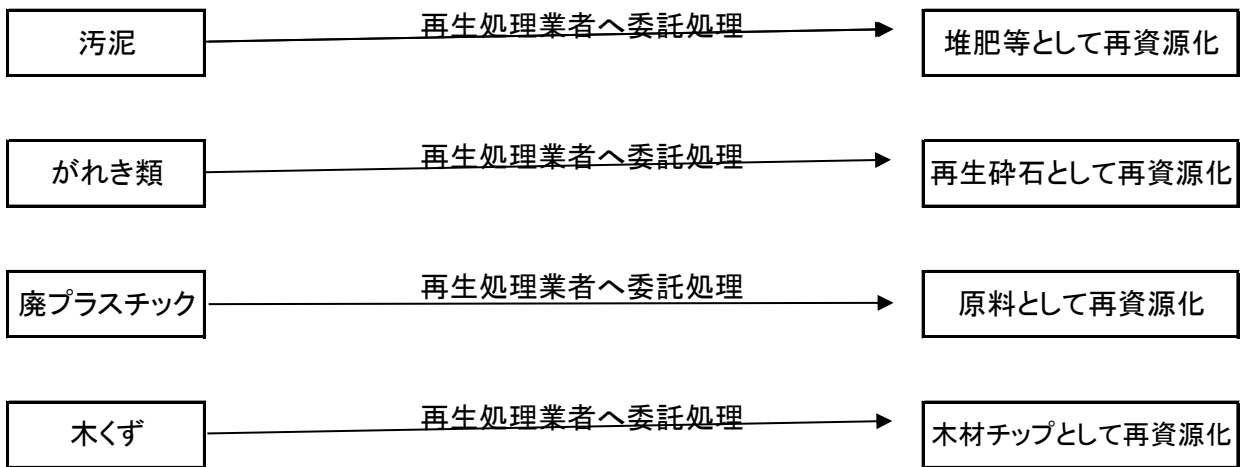 汚泥
再生処理業者へ委託処理
堆肥等として再資源化
がれき類
再生処理業者へ委託処理
再生砕石として再資源化
廃プラスチック
再生処理業者へ委託処理
原料として再資源化
木くず
再生処理業者へ委託処理
木材チップとして再資源化